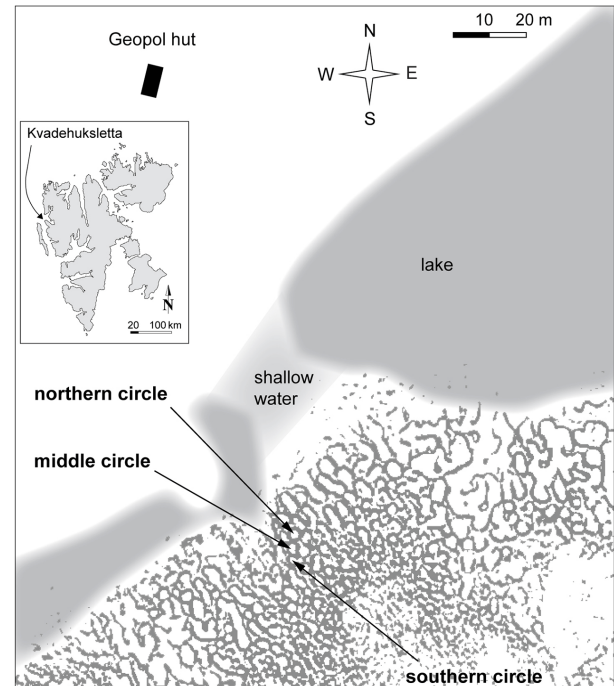 10 20 m
Geopol hut
N
W E
S
Kvadehuksletta
N
20 100 km
lake
shallow
water
northern circle
middle circle
southern circle